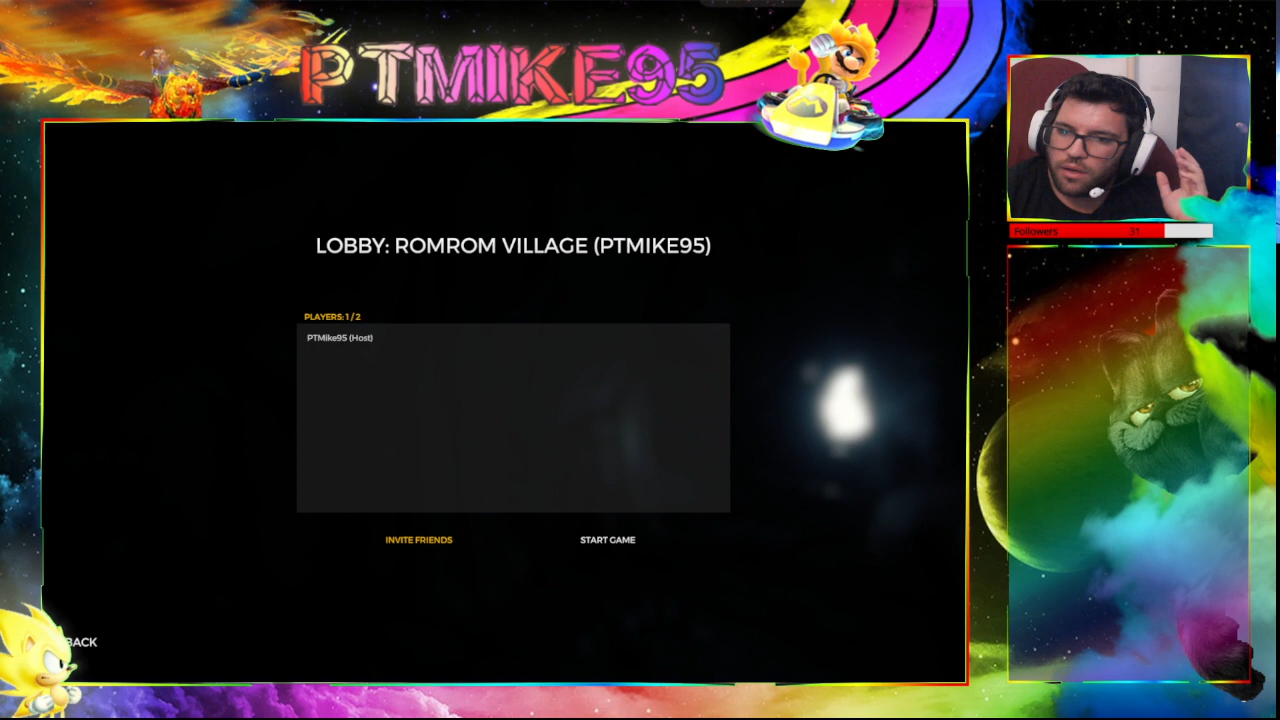 PTMIKE95
LOBBY: ROMROM VILLAGE (PTMIKE95)
PLAYERS: 1 / 2
PTMike95 (Host)
INVITE FRIENDS
START GAME
BACK
Followers 31